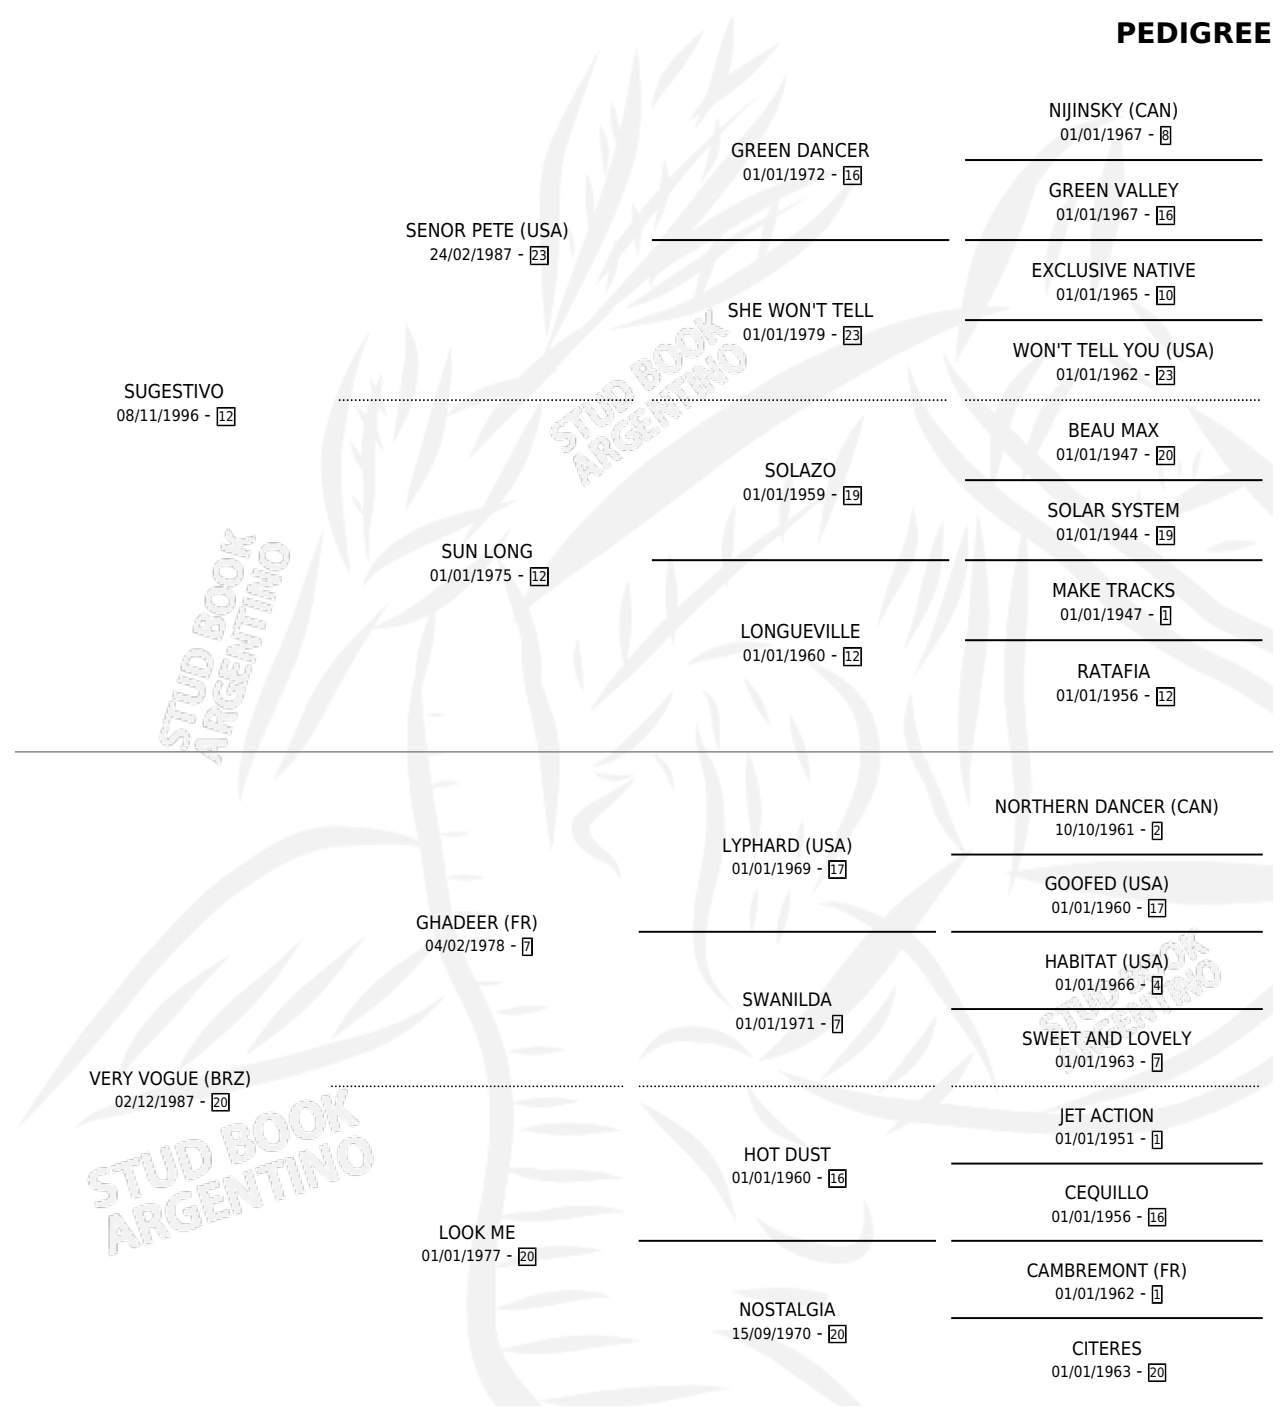 PEDIGREE
NIJINSKY (CAN)
01/01/1967 - 8
GREEN DANCER
01/01/1972 - 16
GREEN VALLEY
01/01/1967 - 16
SENOR PETE (USA)
24/02/1987 - 23
EXCLUSIVE NATIVE
01/01/1965 - 10
SHE WON'T TELL
01/01/1979 - 23
WON'T TELL YOU (USA)
01/01/1962 - 23
SUGESTIVO
08/11/1996 - 12
STUD BOOK
ARGENTINO
BEAU MAX
01/01/1947 - 20
SOLAZO
01/01/1959 - 19
SOLAR SYSTEM
01/01/1944 - 19
SUN LONG
01/01/1975 - 12
MAKE TRACKS
01/01/1947 - 1
LONGUEVILLE
01/01/1960 - 12
RATAFIA
01/01/1956 - 12
STUD BOOK
ARGENTINO
NORTHERN DANCER (CAN)
10/10/1961 - 2
LYPHARD (USA)
01/01/1969 - 17
GOOFED (USA)
01/01/1960 - 17
GHADEER (FR)
04/02/1978 - 7
HABITAT (USA)
01/01/1966 - 4
SWANILDA
01/01/1971 - 7
SWEET AND LOVELY
01/01/1963 - 7
STUD BOOK
ARGENTINO
VERY VOGUE (BRZ)
02/12/1987 - 20
JET ACTION
01/01/1951 - 1
HOT DUST
01/01/1960 - 16
CEQUILLO
01/01/1956 - 16
LOOK ME
01/01/1977 - 20
CAMBREMONT (FR)
01/01/1962 - 1
NOSTALGIA
15/09/1970 - 20
CITERES
01/01/1963 - 20
STUD BOOK
ARGENTINO